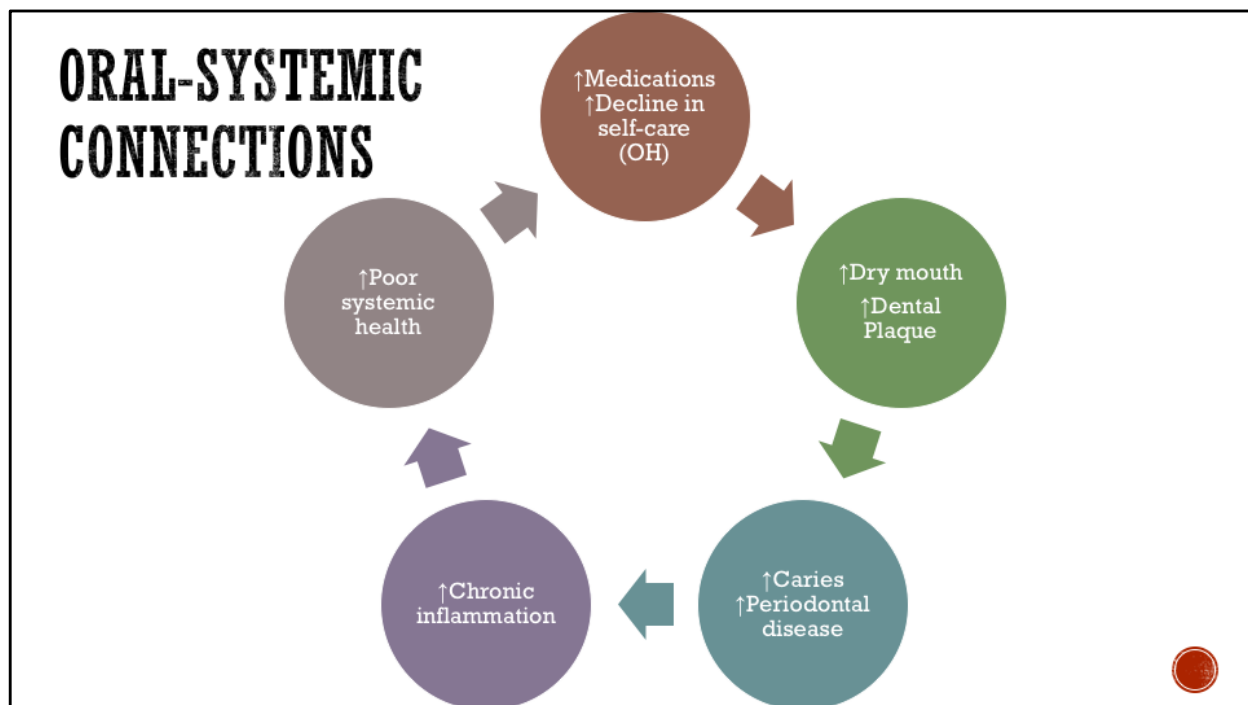 ORAL-SYSTEMIC
CONNECTIONS
↑Medications
↑Decline in
self-care
(OH)
↑Dry mouth
↑Dental
Plaque
↑Caries
↑Periodontal
disease
↑Chronic
inflammation
↑Poor
systemic
health